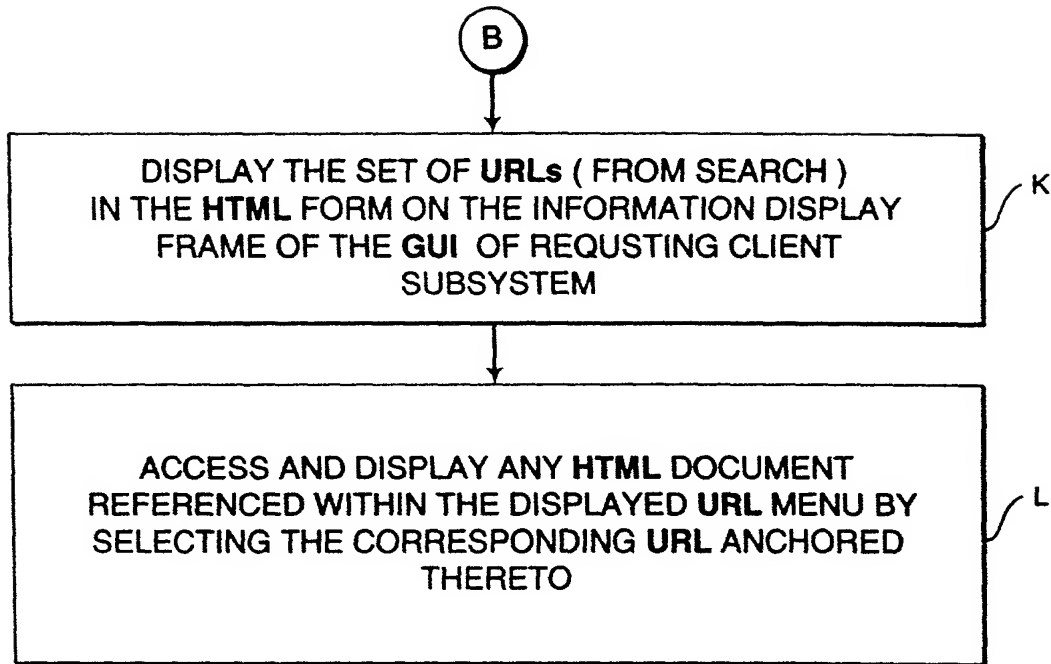 B
DISPLAY THE SET OF URLs ( FROM SEARCH )
IN THE HTML FORM ON THE INFORMATION DISPLAY
FRAME OF THE GUI OF REQUSTING CLIENT
SUBSYSTEM
K
ACCESS AND DISPLAY ANY HTML DOCUMENT
REFERENCED WITHIN THE DISPLAYED URL MENU BY
SELECTING THE CORRESPONDING URL ANCHORED
THERETO
L